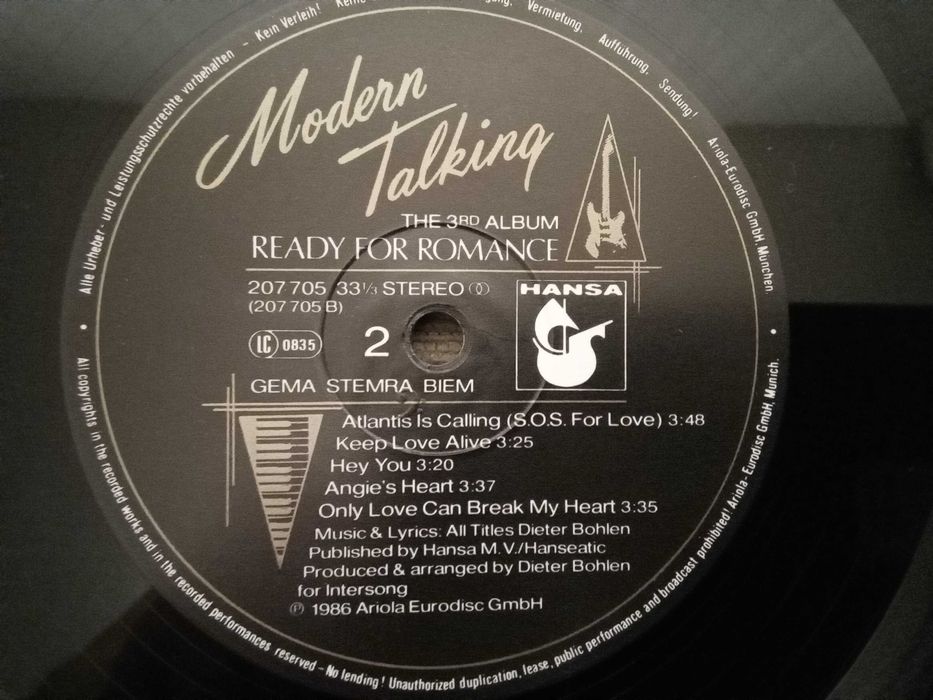 Alle Urheber- und Leistungsschutzrechte vorbehalten - Kein Verleih! Keine
Vermietung, Aufführung, Sendung! Ariola-Eurodisc GmbH, München.
Modern
Talking
THE 3RD ALBUM
READY FOR ROMANCE
207 705 33 1/3 STEREO
(207 705 B)
HANSA
LC 0835
2
GEMA STEMRA BIEM
Atlantis Is Calling (S.O.S. For Love) 3:48
Keep Love Alive 3:25
Hey You 3:20
Angie's Heart 3:37
Only Love Can Break My Heart 3:35
Music & Lyrics: All Titles Dieter Bohlen
Published by Hansa M.V./Hanseatic
Produced & arranged by Dieter Bohlen
for Intersong
Ⓟ 1986 Ariola Eurodisc GmbH
All copyrights in the recorded works and in the recorded performances reserved - No lending! Unauthorized duplication, lease, public performance and broadcast prohibited! Ariola-Eurodisc GmbH, Munich.